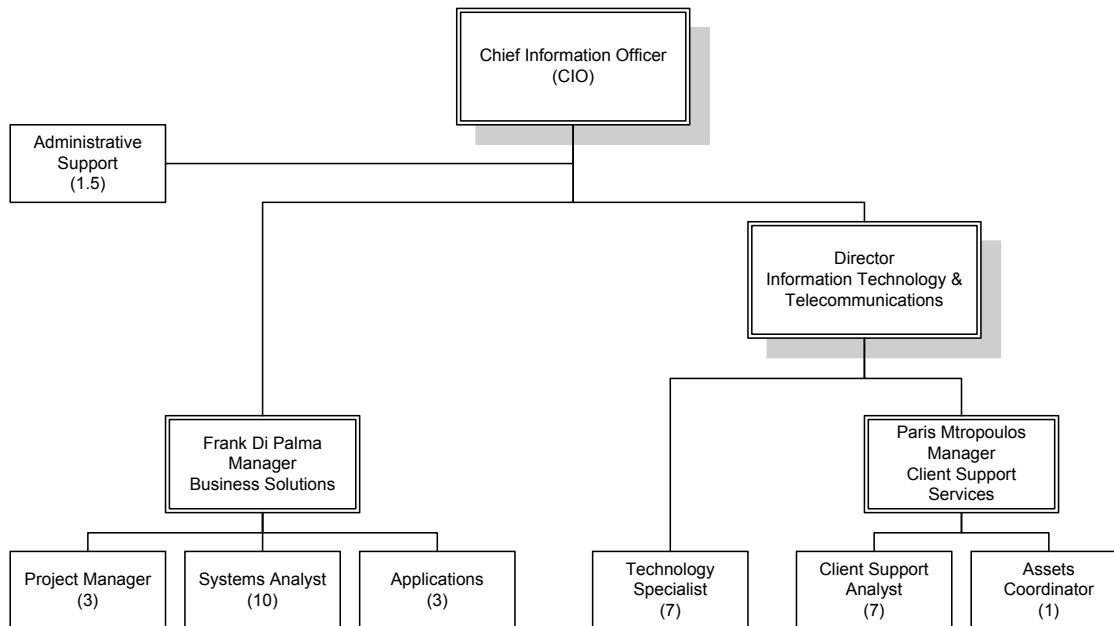 Chief Information Officer
(CIO)
Administrative
Support
(1.5)
Director
Information Technology &
Telecommunications
Frank Di Palma
Manager
Business Solutions
Paris Mtropoulos
Manager
Client Support
Services
Project Manager
(3)
Systems Analyst
(10)
Applications
(3)
Technology
Specialist
(7)
Client Support
Analyst
(7)
Assets
Coordinator
(1)